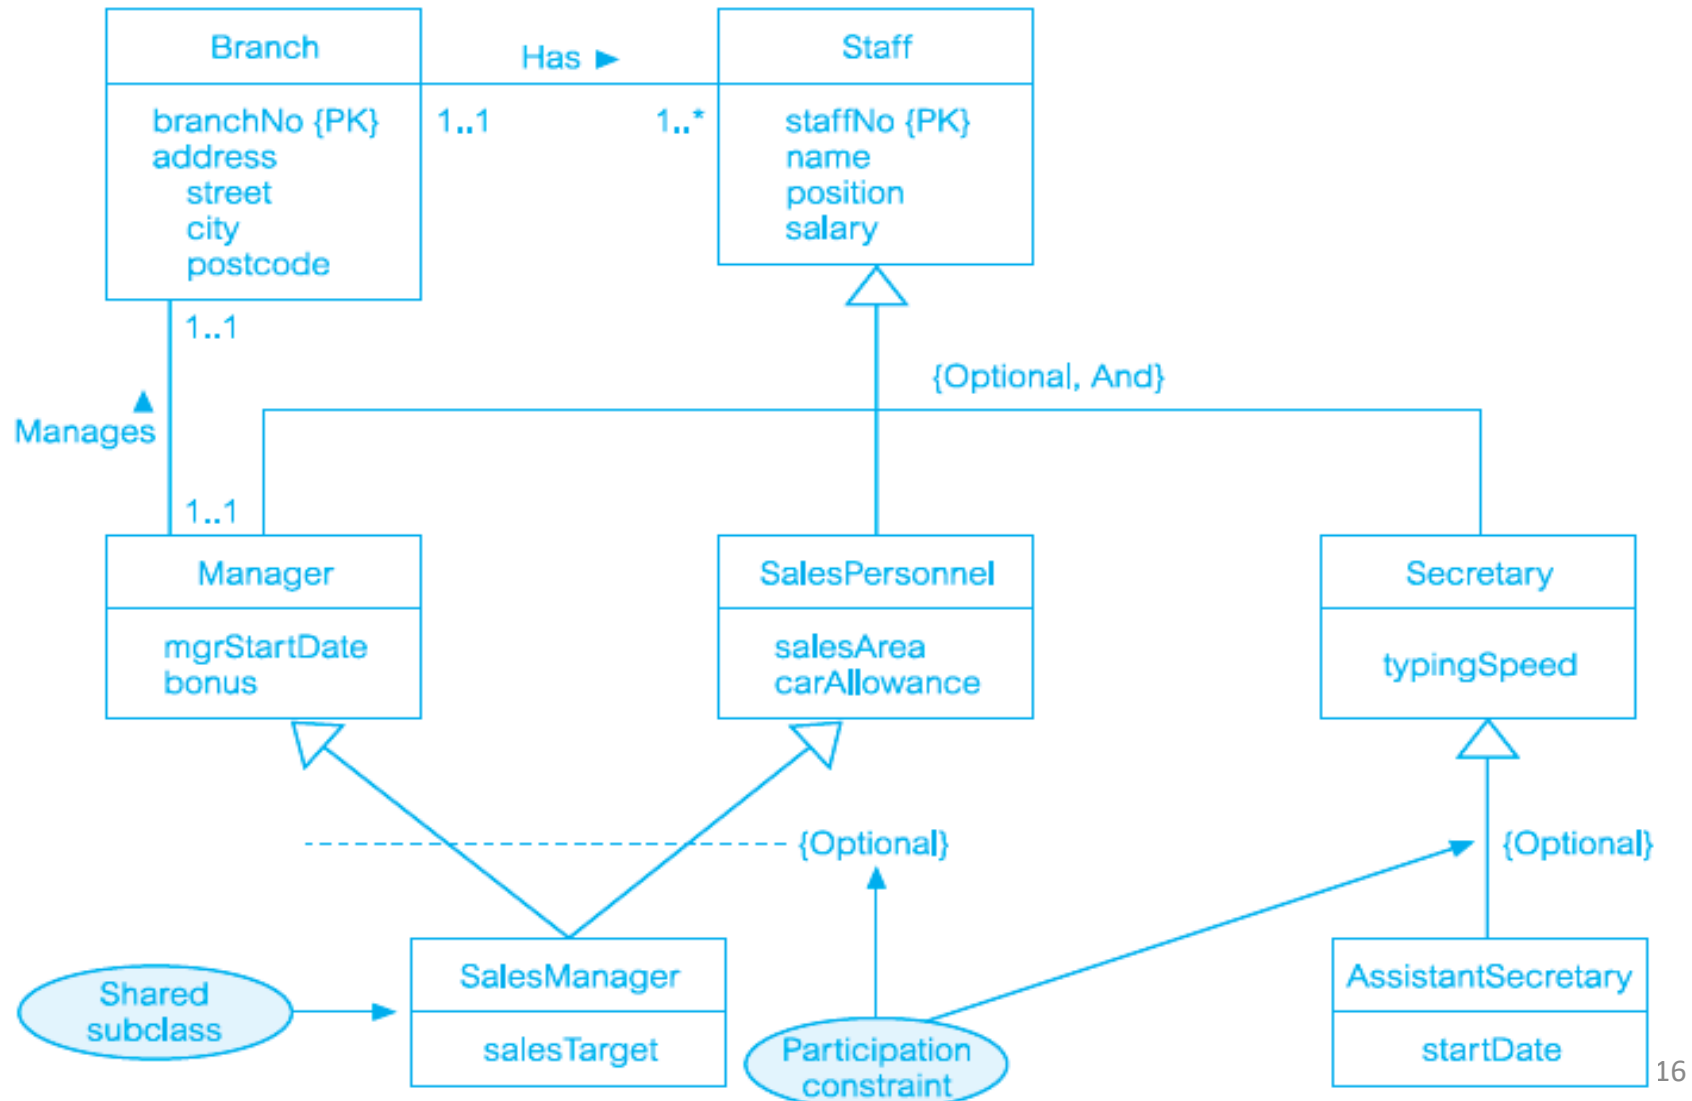 Branch
Has ►
Staff
branchNo {PK}
address
street
city
postcode
1..1
1..*
staffNo {PK}
name
position
salary
1..1
{Optional, And}
▲
Manages
1..1
Manager
mgrStartDate
bonus
SalesPersonnel
salesArea
carAllowance
Secretary
typingSpeed
{Optional}
{Optional}
Shared
subclass
SalesManager
salesTarget
Participation
constraint
AssistantSecretary
startDate
16